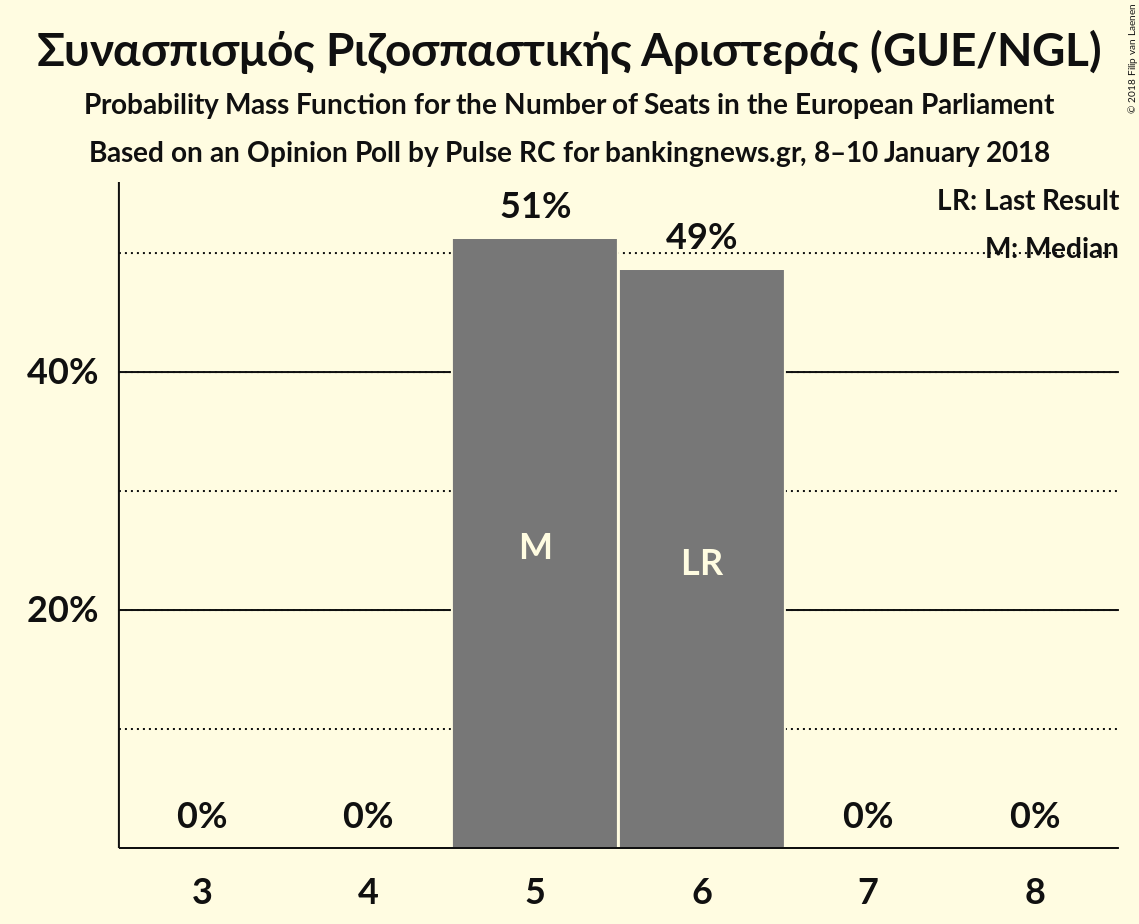 Συνασπισμός Ριζοσπαστικής Αριστεράς (GUE/NGL)
Probability Mass Function for the Number of Seats in the European Parliament
Based on an Opinion Poll by Pulse RC for bankingnews.gr, 8–10 January 2018
© 2018 Filip van Laenen
LR: Last Result
M: Median
51%
49%
40%
20%
M
LR
0%
0%
0%
0%
3
4
5
6
7
8